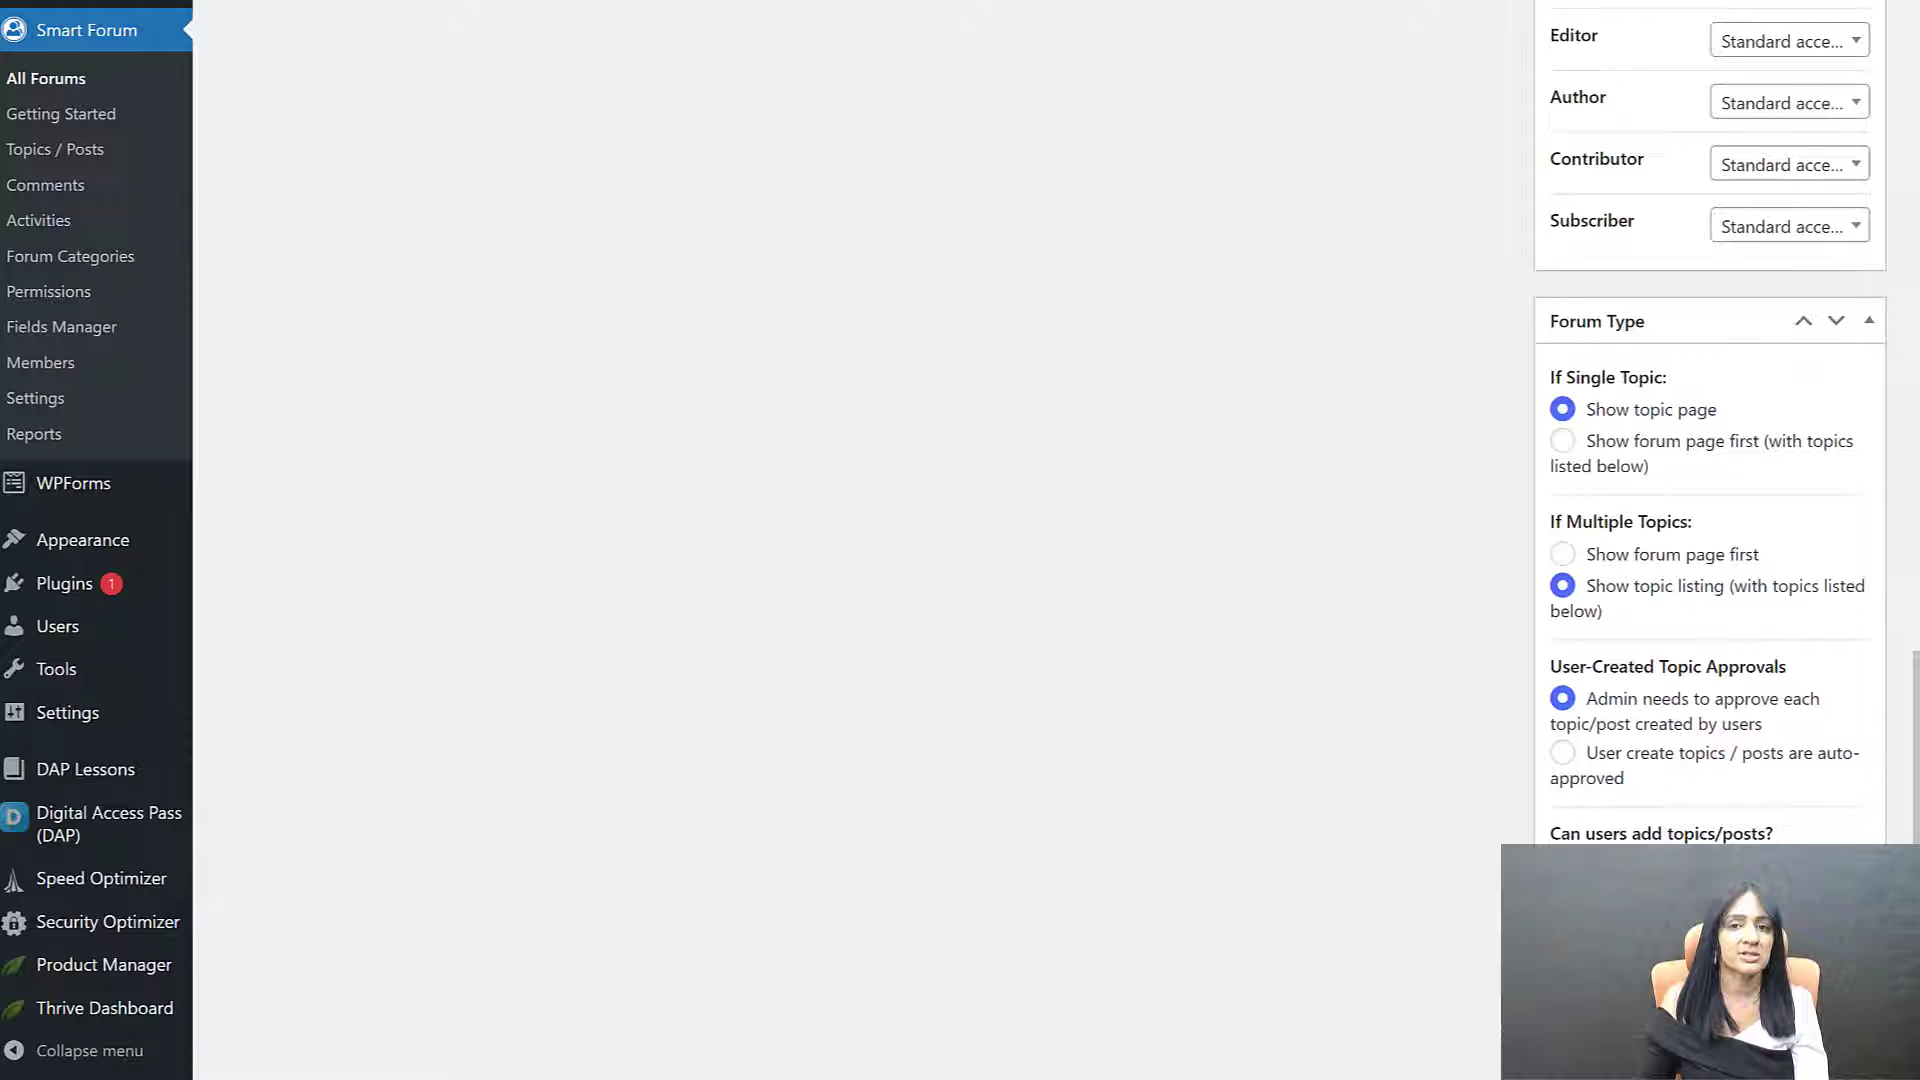 Smart Forum
All Forums
Getting Started
Topics / Posts
Comments
Activities
Forum Categories
Permissions
Fields Manager
Members
Settings
Reports
WPForms
Appearance
Plugins 1
Users
Tools
Settings
DAP Lessons
Digital Access Pass
(DAP)
Speed Optimizer
Security Optimizer
Product Manager
Thrive Dashboard
Collapse menu
Editor
Standard acce...
Author
Standard acce...
Contributor
Standard acce...
Subscriber
Standard acce...
Forum Type
If Single Topic:
Show topic page
Show forum page first (with topics
listed below)
If Multiple Topics:
Show forum page first
Show topic listing (with topics listed
below)
User-Created Topic Approvals
Admin needs to approve each
topic/post created by users
User create topics / posts are auto-
approved
Can users add topics/posts?